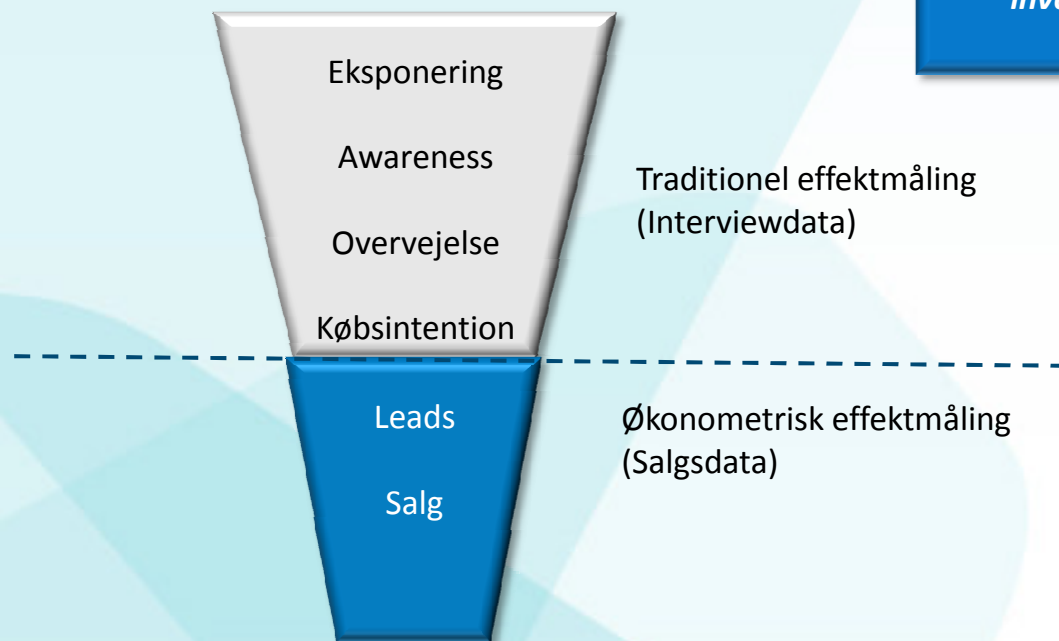 Eksponering
Awareness
Overvejelse
Købsintention
Traditionel effektmåling
(Interviewdata)
Leads
Salg
Økonometrisk effektmåling
(Salgsdata)